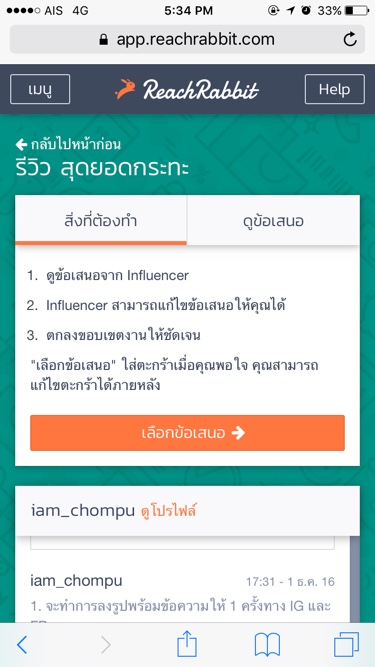 AIS 4G 5:34 PM 33%
app.reachrabbit.com
เมนู ReachRabbit Help
กลับไปหน้าก่อน
รีวิว สุดยอดกระทะ
สิ่งที่ต้องทำ ดูข้อเสนอ
1. ดูข้อเสนอจาก Influencer
2. Influencer สามารถแก้ไขข้อเสนอให้คุณได้
3. ตกลงขอบเขตงานให้ชัดเจน
"เลือกข้อเสนอ" ใส่ตะกร้าเมื่อคุณพอใจ คุณสามารถ
แก้ไขตะกร้าได้ภายหลัง
เลือกข้อเสนอ
iam_chompu ดูโปรไฟล์
iam_chompu 17:31 - 1 ธ.ค. 16
1. จะทำการลงรูปพร้อมข้อความให้ 1 ครั้งทาง IG และ